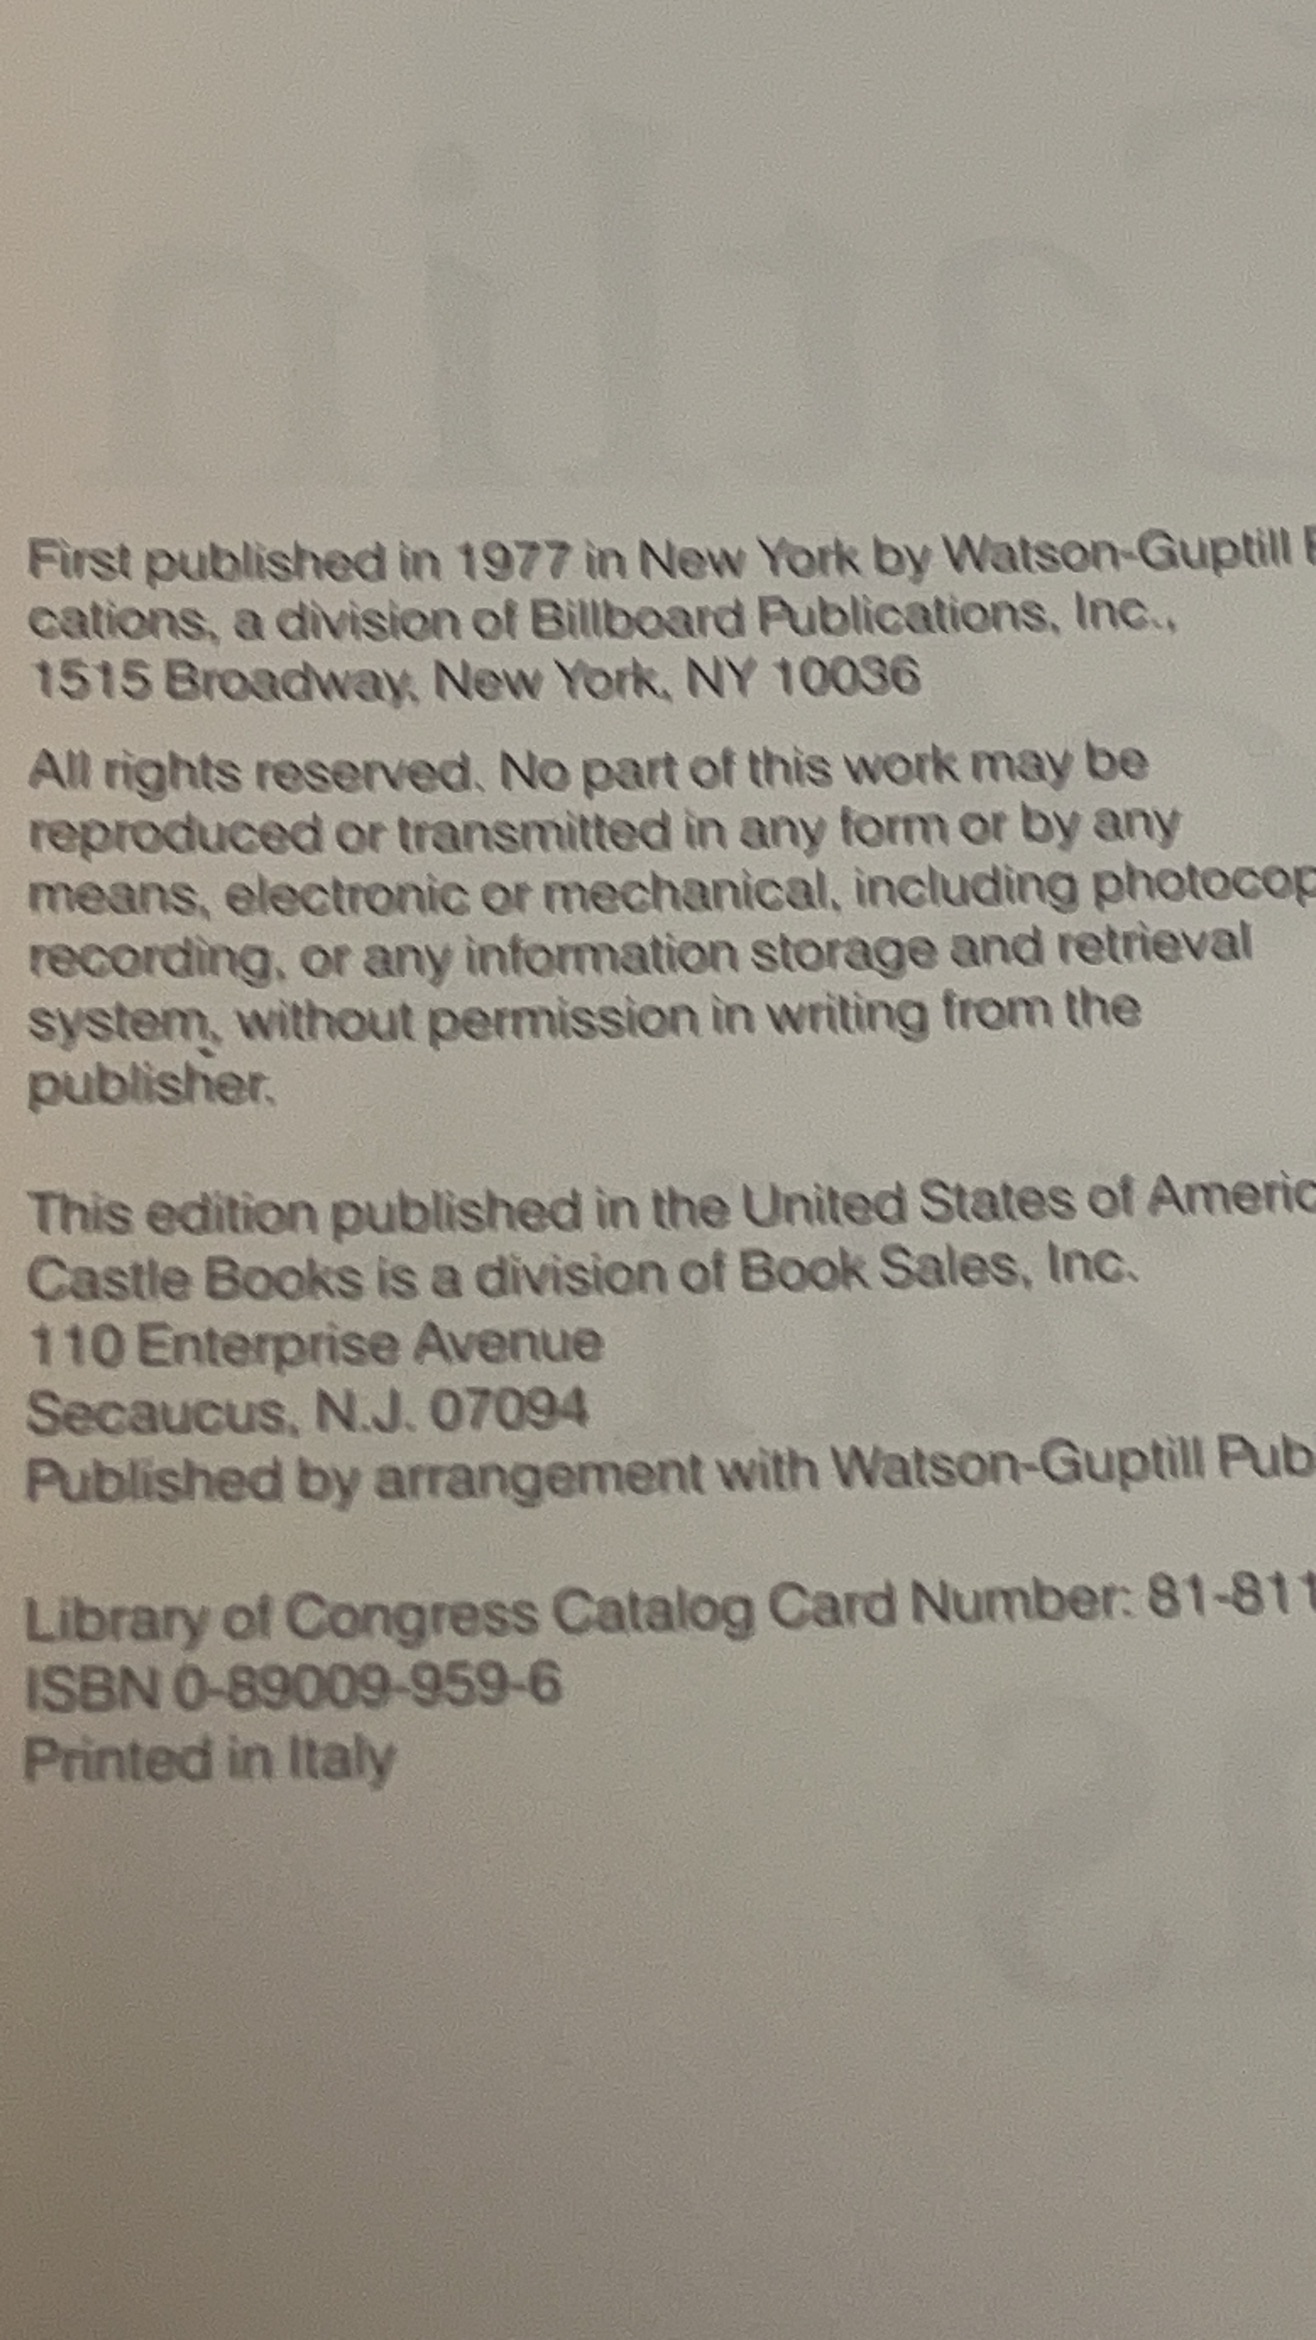 First published in 1977 in New York by Watson-Guptill
cations, a division of Billboard Publications, Inc.,
1515 Broadway, New York, NY 10036
All rights reserved. No part of this work may be
reproduced or transmitted in any form or by any
means, electronic or mechanical, including photocop
recording, or any information storage and retrieval
system, without permission in writing from the
publisher.
This edition published in the United States of Americ
Castle Books is a division of Book Sales, Inc.
110 Enterprise Avenue
Secaucus, N.J. 07094
Published by arrangement with Watson-Guptill Pub
Library of Congress Catalog Card Number: 81-811
ISBN 0-89009-959-6
Printed in Italy